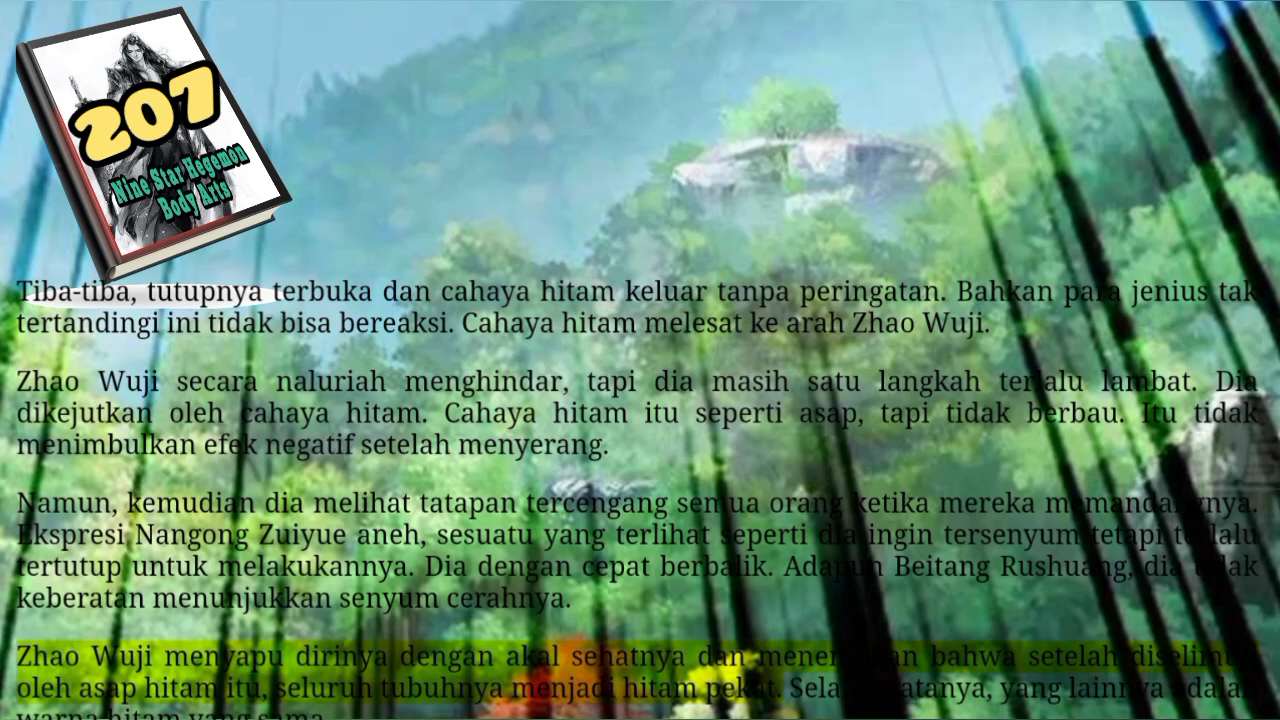 207
Nine Star Hegemon
Body Arts
Tiba-tiba, tutupnya terbuka dan cahaya hitam keluar tanpa peringatan. Bahkan para jenius tak
tertandingi ini tidak bisa bereaksi. Cahaya hitam melesat ke arah Zhao Wuji.
Zhao Wuji secara naluriah menghindar, tapi dia masih satu langkah terlalu lambat. Dia
dikejutkan oleh cahaya hitam. Cahaya hitam itu seperti asap, tapi tidak berbau. Itu tidak
menimbulkan efek negatif setelah menyerang.
Namun, kemudian dia melihat tatapan tercengang semua orang ketika mereka memandangnya.
Ekspresi Nangong Zuiyue aneh, sesuatu yang terlihat seperti dia ingin tersenyum tetapi terlalu
tertutup untuk melakukannya. Dia dengan cepat berbalik. Adapun Beitang Rushuang, dia tidak
keberatan menunjukkan senyum cerahnya.
Zhao Wuji menyapu dirinya dengan akal sehatnya dan menemukan bahwa setelah diselimuti
oleh asap hitam itu, seluruh tubuhnya menjadi hitam pekat. Selain matanya, yang lainnya adalah
warna hitam yang sama.